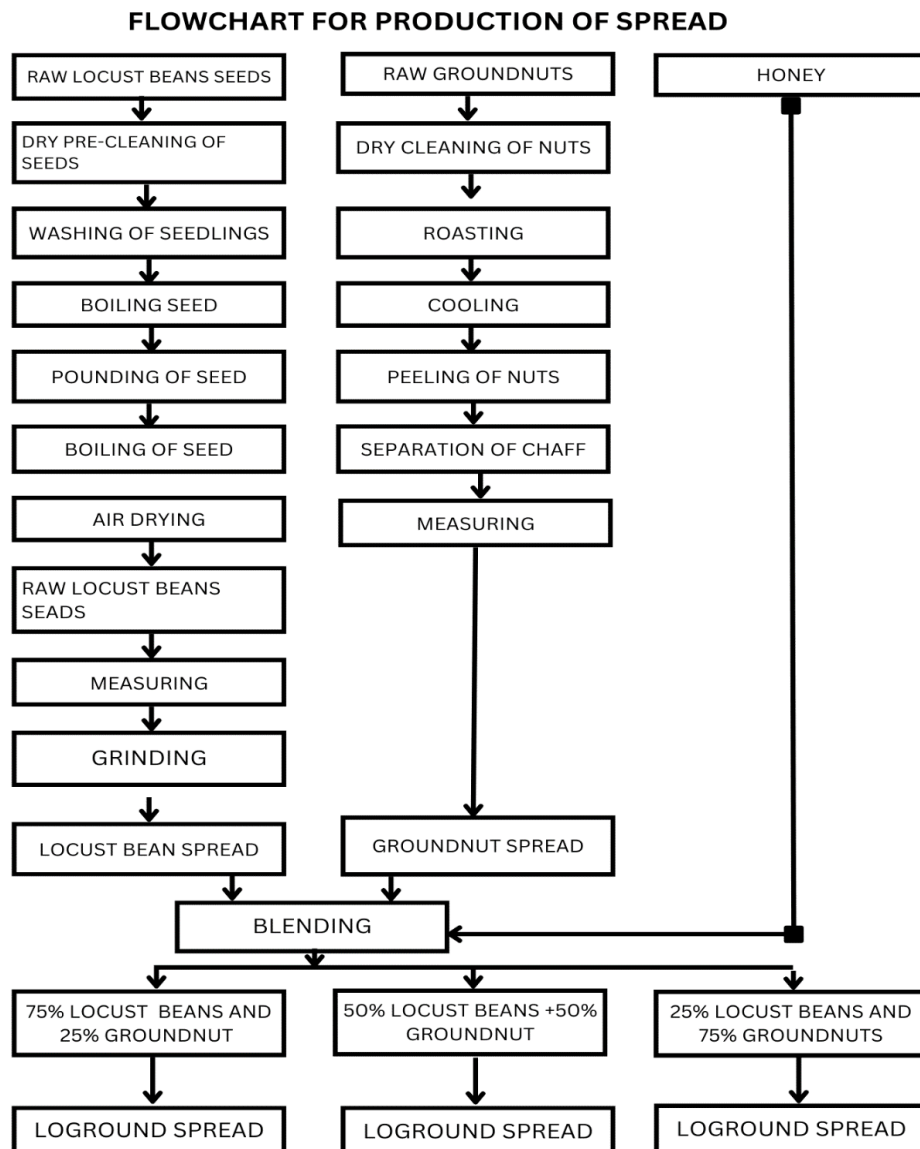 FLOWCHART FOR PRODUCTION OF SPREAD
RAW LOCUST BEANS SEEDS
DRY PRE-CLEANING OF
SEEDS
WASHING OF SEEDLINGS
BOILING SEED
POUNDING OF SEED
BOILING OF SEED
AIR DRYING
RAW LOCUST BEANS
SEADS
MEASURING
GRINDING
LOCUST BEAN SPREAD
RAW GROUNDNUTS
DRY CLEANING OF NUTS
ROASTING
COOLING
PEELING OF NUTS
SEPARATION OF CHAFF
MEASURING
GROUNDNUT SPREAD
HONEY
BLENDING
75% LOCUST BEANS AND
25% GROUNDNUT
LOGROUND SPREAD
50% LOCUST BEANS +50%
GROUNDNUT
LOGROUND SPREAD
25% LOCUST BEANS AND
75% GROUNDNUTS
LOGROUND SPREAD